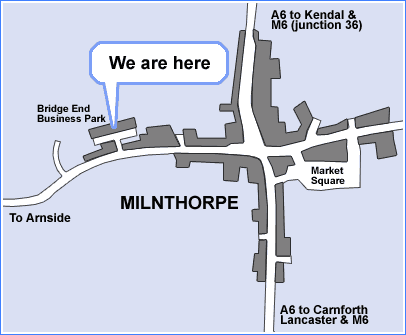 A6 to Kendal &
M6 (junction 36)
We are here
Bridge End
Business Park
Market
Square
MILNTHORPE
To Arnside
A6 to Carnforth
Lancaster & M6